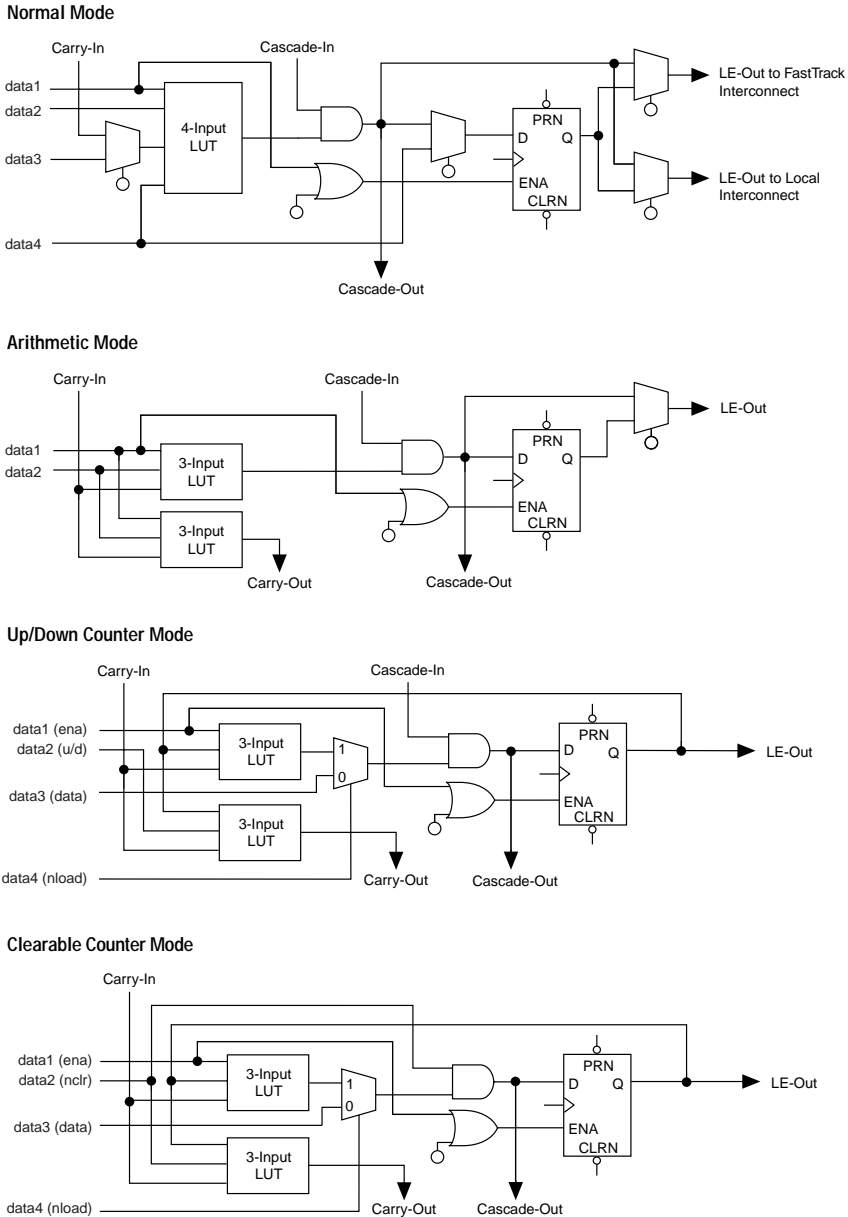 Normal Mode
Carry-In
Cascade-In
data1
data2
data3
data4
4-Input
LUT
PRN
D
Q
ENA
CLRN
LE-Out to FastTrack
Interconnect
LE-Out to Local
Interconnect
Cascade-Out
Arithmetic Mode
Carry-In
Cascade-In
data1
data2
3-Input
LUT
3-Input
LUT
PRN
D
Q
ENA
CLRN
LE-Out
Carry-Out
Cascade-Out
Up/Down Counter Mode
Carry-In
Cascade-In
data1 (ena)
data2 (u/d)
data3 (data)
data4 (nload)
3-Input
LUT
1
0
3-Input
LUT
PRN
D
Q
ENA
CLRN
LE-Out
Carry-Out
Cascade-Out
Clearable Counter Mode
Carry-In
data1 (ena)
data2 (nclr)
data3 (data)
data4 (nload)
3-Input
LUT
1
0
3-Input
LUT
PRN
D
Q
ENA
CLRN
LE-Out
Carry-Out
Cascade-Out